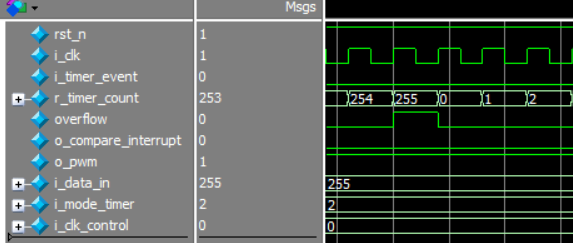 Msgs
rst_n 1
i_clk 1
i_timer_event 0
r_timer_count 253 254 255 0 1 2
overflow 0
o_compare_interrupt 0
o_pwm 1
i_data_in 255 255
i_mode_timer 2 2
i_clk_control 0 0